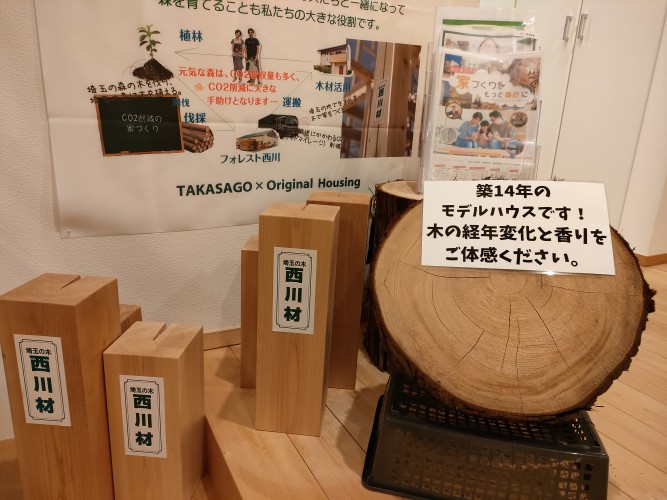 森を育てることも私たちの大きな役割です。
植林
元気な森は、CO2吸収量も多く、
CO2削減に大きな
手助けとなります…
木材活用
運搬
伐採
CO2削減の
家づくり
フォレスト西川
TAKASAGO × Original Housing
家づくりを
もっと身近に
築14年の
モデルハウスです！
木の経年変化と香りを
ご体感ください。
埼玉の木
西川材
埼玉の木
西川材
埼玉の木
西川材